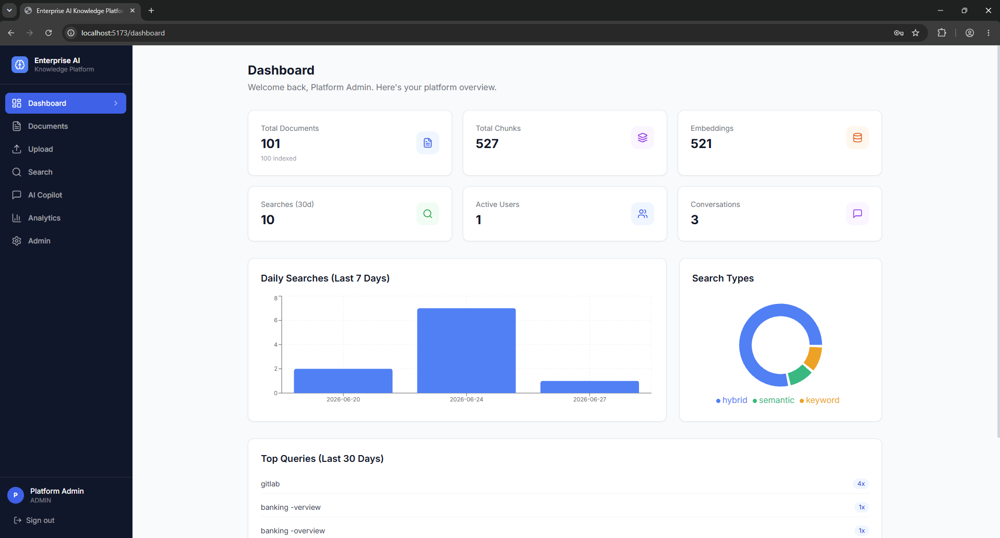 Enterprise AI Knowledge Platfo
localhost:5173/dashboard
Enterprise AI
Knowledge Platform
Dashboard
Documents
Upload
Search
AI Copilot
Analytics
Admin
P
Platform Admin
ADMIN
Sign out
Dashboard
Welcome back, Platform Admin. Here's your platform overview.
Total Documents
101
100 indexed
Total Chunks
527
Embeddings
521
Searches (30d)
10
Active Users
1
Conversations
3
Daily Searches (Last 7 Days)
8
6
4
2
0
2026-06-20 2026-06-24 2026-06-27
Search Types
hybrid semantic keyword
Top Queries (Last 30 Days)
gitlab 4x
banking -verview 1x
banking -overview 1x